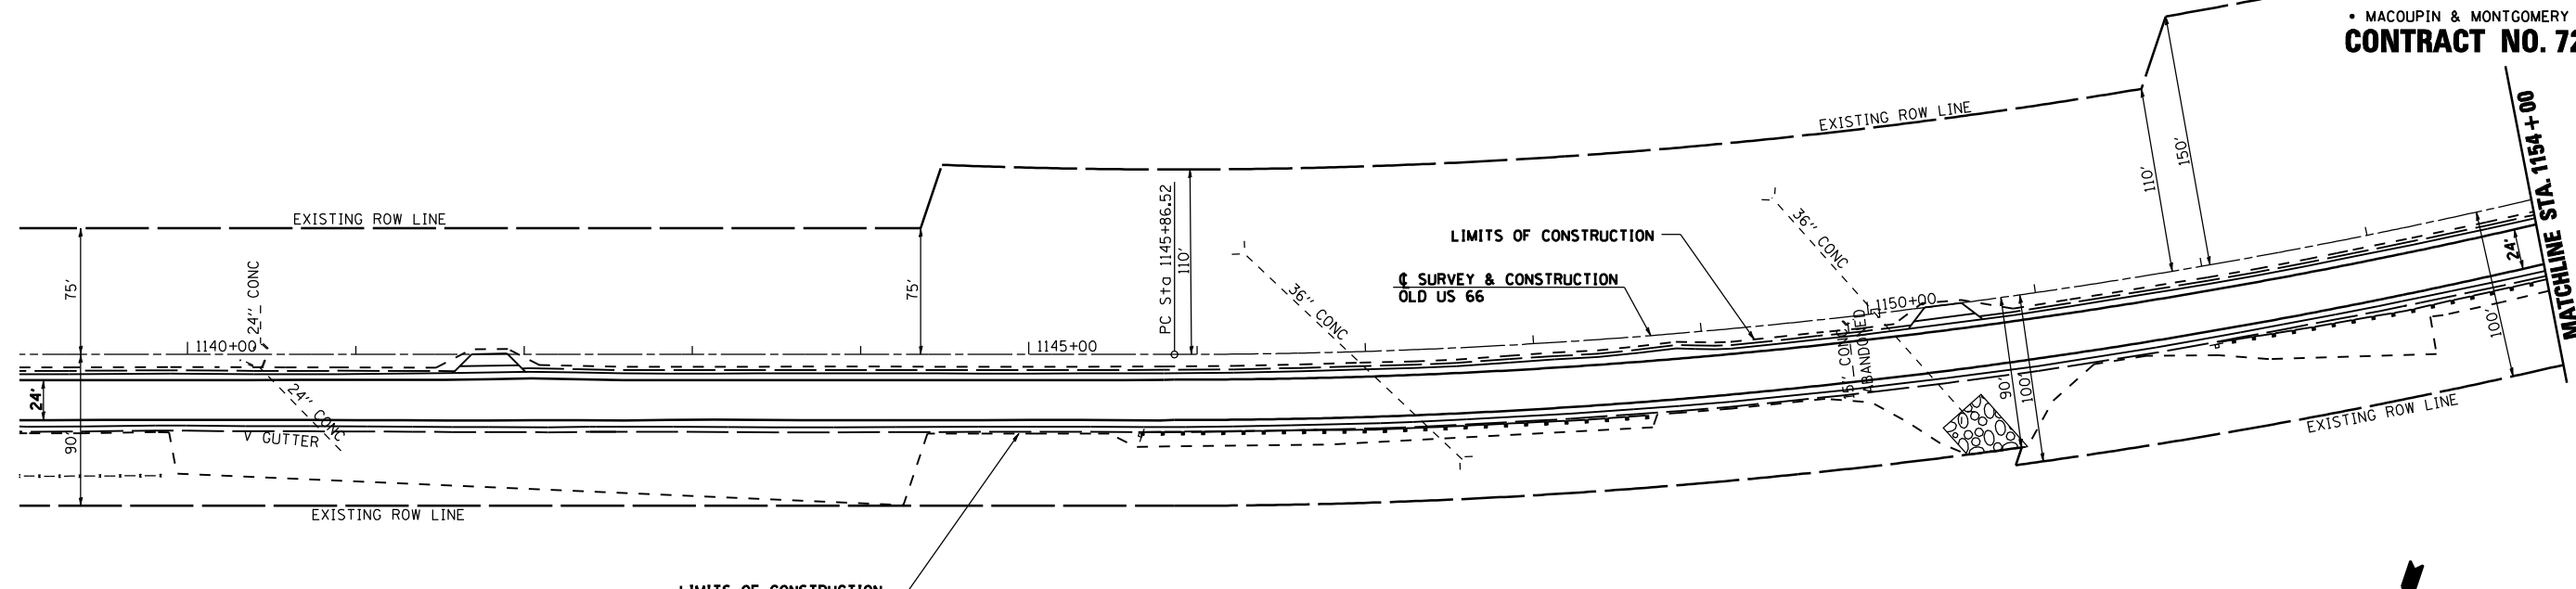 • MACOUPIN & MONTGOMERY
CONTRACT NO. 72
MATCHLINE STA. 1154+00
EXISTING ROW LINE
EXISTING ROW LINE
75'
75'
110'
110'
150'
PC Sta 1145+86.52
LIMITS OF CONSTRUCTION
℄ SURVEY & CONSTRUCTION
OLD US 66
24" CONC
36" CONC
36" CONC
1140+00
1145+00
1150+00
15" CONC
ABANDONED
24'
24'
24" CONC
V GUTTER
90'
90'
100'
100'
EXISTING ROW LINE
EXISTING ROW LINE
LIMITS OF CONSTRUCTION